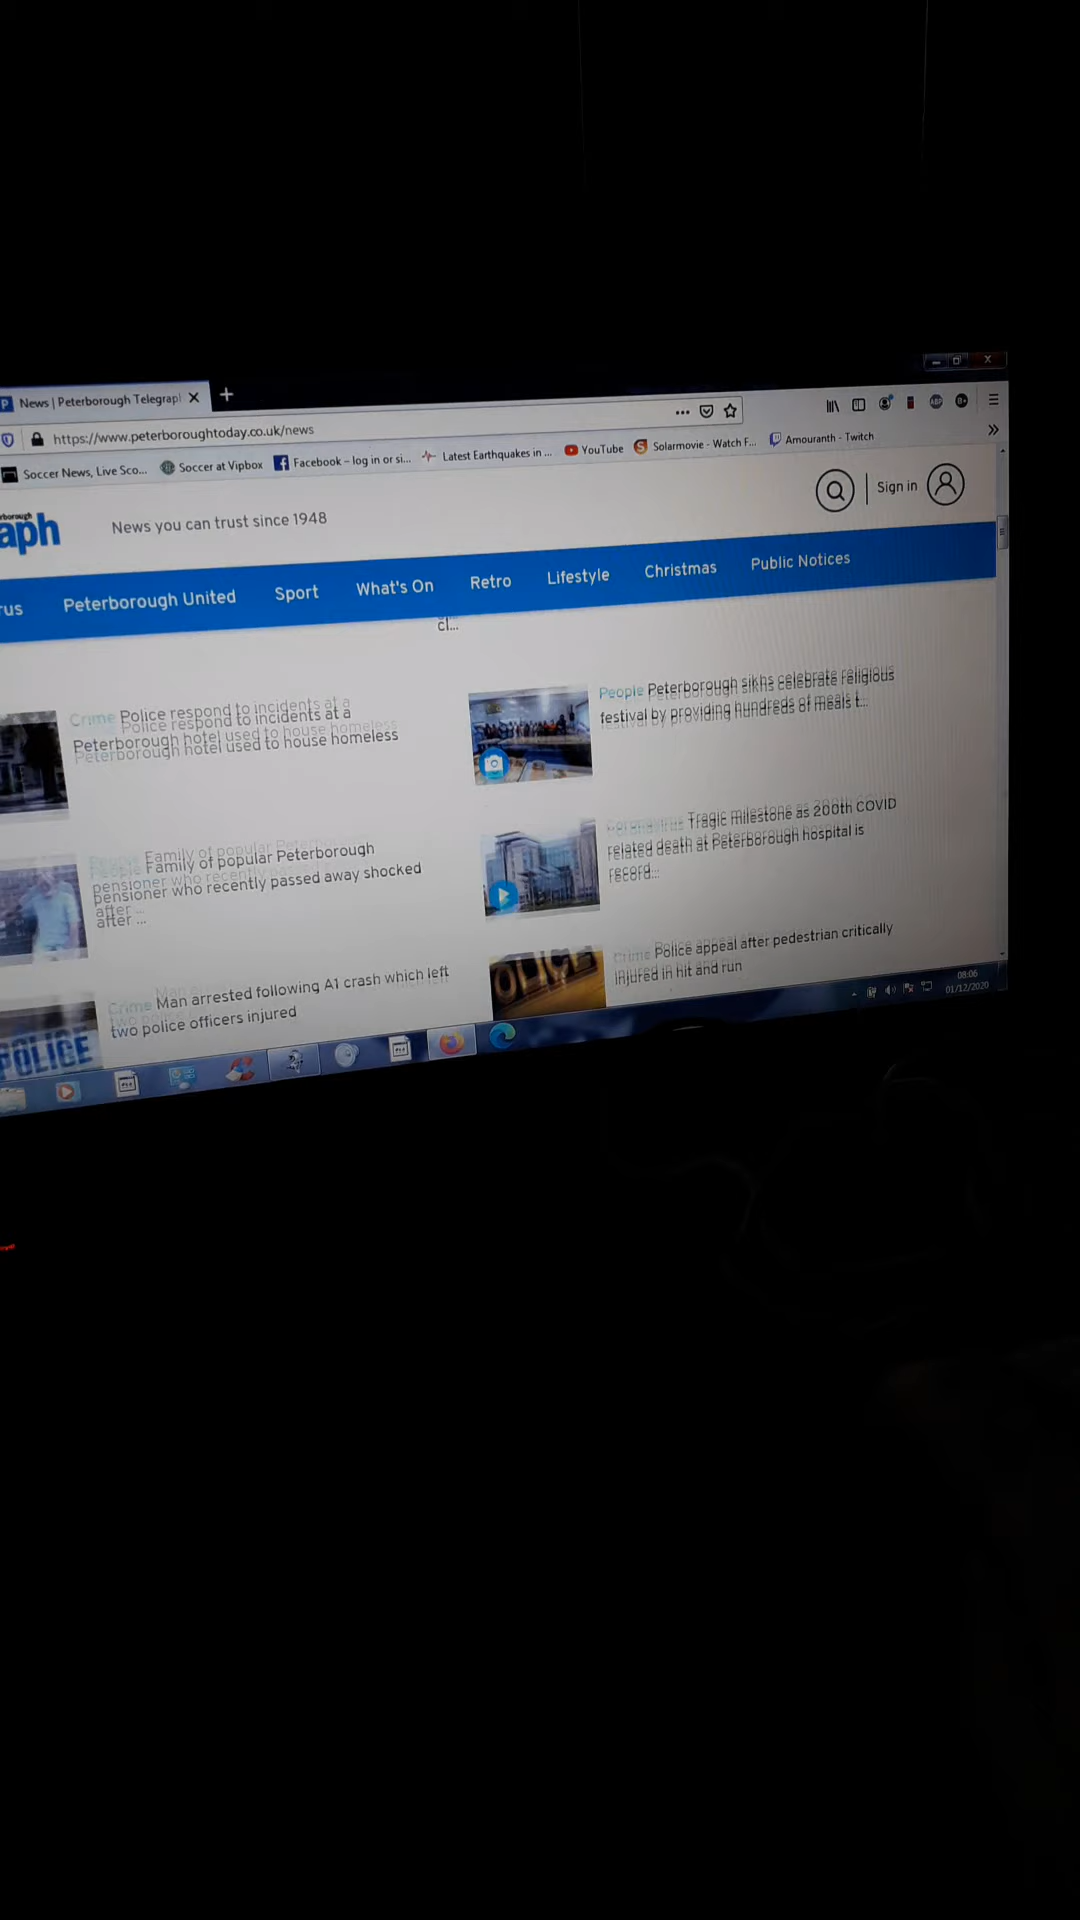 News | Peterborough Telegrap
https://www.peterboroughtoday.co.uk/news
Soccer News, Live Sco...
Soccer at Vipbox
Facebook – log in or si...
Latest Earthquakes in ...
YouTube
Solarmovie - Watch F...
Amouranth - Twitch
aph
News you can trust since 1948
Sign in
rus
Peterborough United
Sport
What's On
Retro
Lifestyle
Christmas
Public Notices
cl...
Crime Police respond to incidents at a
Peterborough hotel used to house homeless
People Peterborough sikhs celebrate religious
festival by providing hundreds of meals t...
People Family of popular Peterborough
pensioner who recently passed away shocked
after ...
Coronavirus Tragic milestone as 200th COVID
related death at Peterborough hospital is
record...
Crime Man arrested following A1 crash which left
two police officers injured
POLICE
Crime Police appeal after pedestrian critically
injured in hit and run
OLICE
08:06
01/12/2020